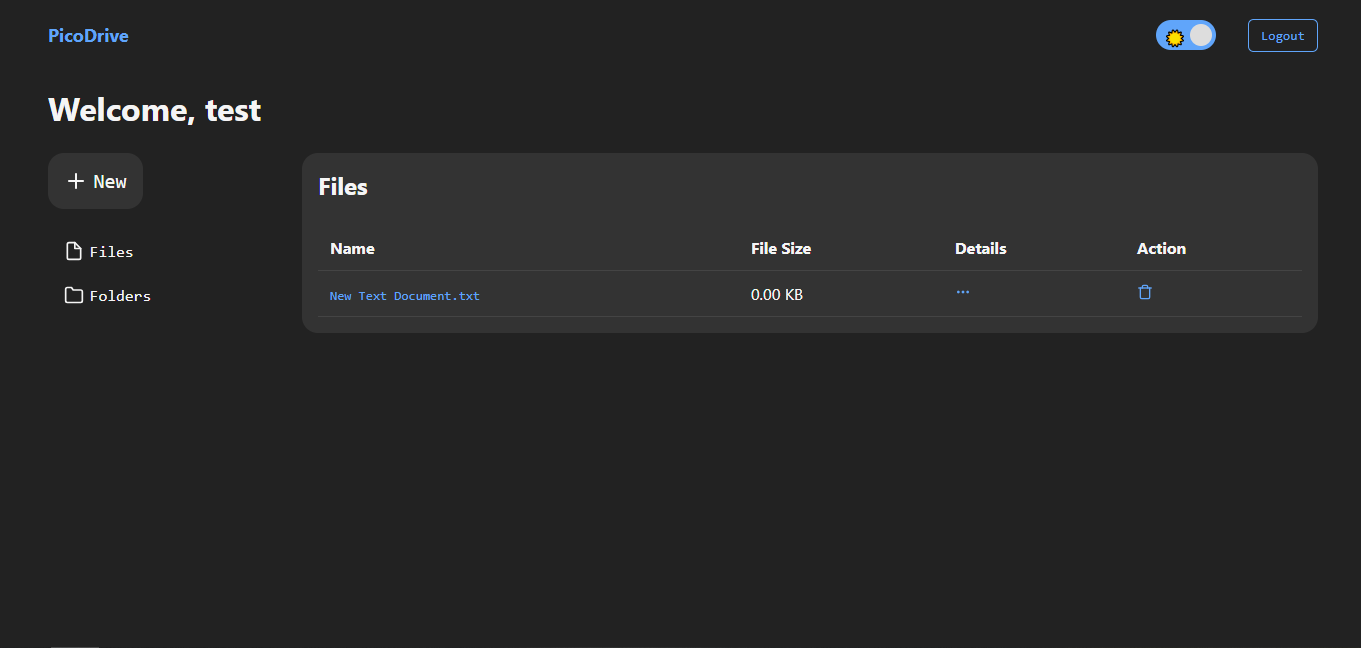 PicoDrive
Logout
Welcome, test
New
Files
Folders
Files
Name File Size Details Action
New Text Document.txt 0.00 KB ...